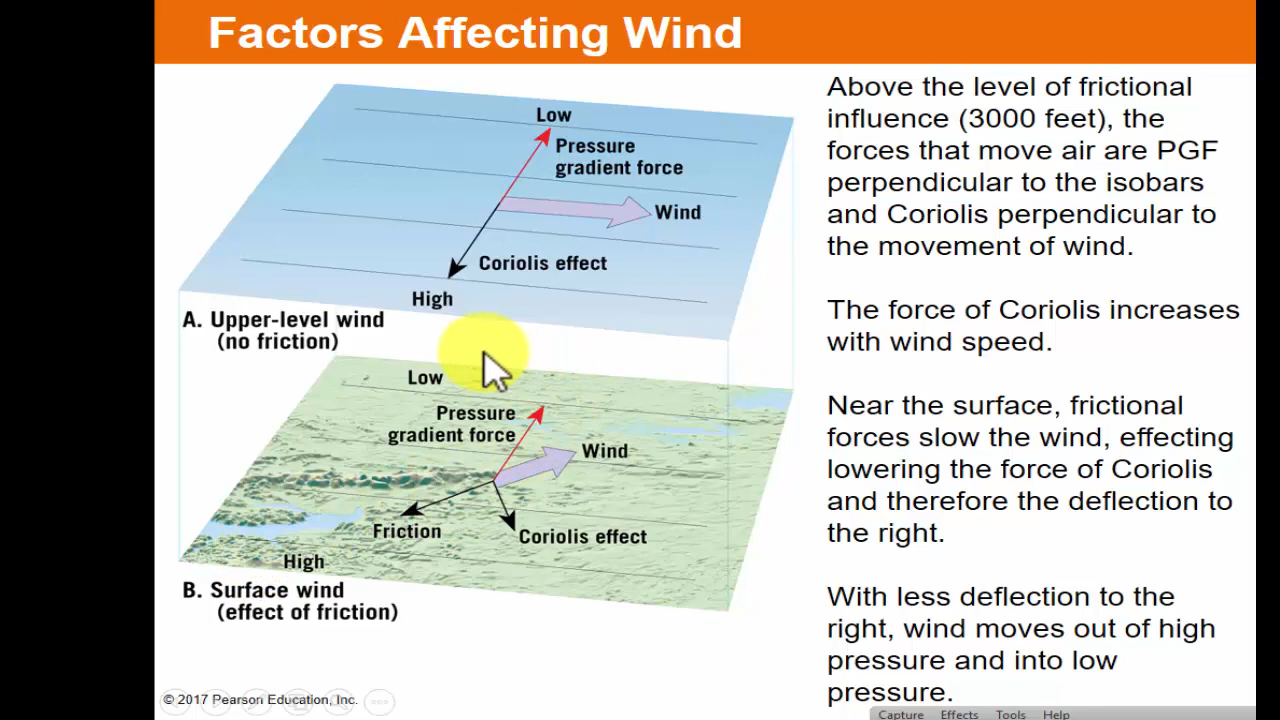 Factors Affecting Wind
Low
Pressure
gradient force
Wind
Coriolis effect
High
A. Upper-level wind
(no friction)
Low
Pressure
gradient force
Wind
Friction
Coriolis effect
High
B. Surface wind
(effect of friction)
© 2017 Pearson Education, Inc.
Above the level of frictional
influence (3000 feet), the
forces that move air are PGF
perpendicular to the isobars
and Coriolis perpendicular to
the movement of wind.
The force of Coriolis increases
with wind speed.
Near the surface, frictional
forces slow the wind, effecting
lowering the force of Coriolis
and therefore the deflection to
the right.
With less deflection to the
right, wind moves out of high
pressure and into low
pressure.
Capture Effects Tools Help